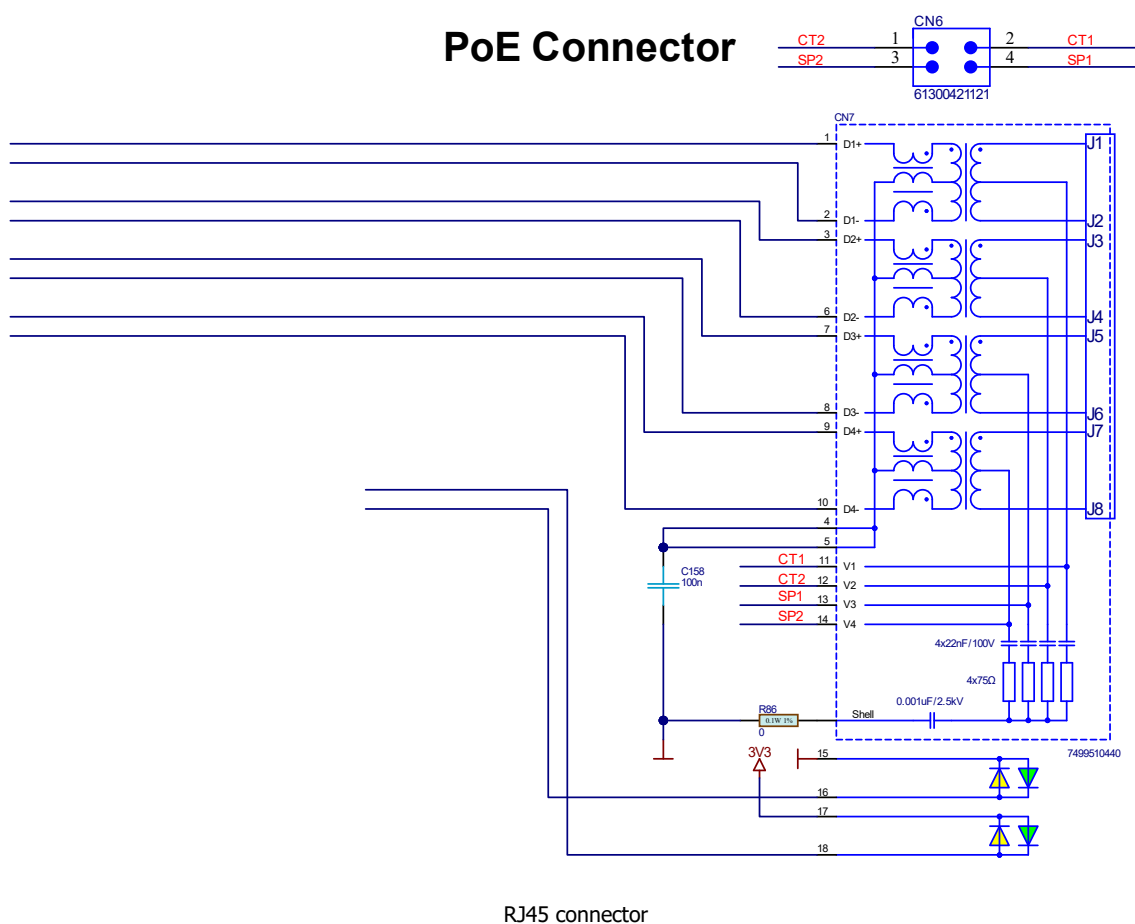 PoE Connector
CN6
CT2 1 2 CT1
SP2 3 4 SP1
61300421121
CN7
1 D1+ J1
2 D1- J2
3 D2+ J3
6 D2- J4
7 D3+ J5
8 D3- J6
9 D4+ J7
10 D4- J8
4
5
CT1 11 V1
C158
100n
CT2 12 V2
SP1 13 V3
SP2 14 V4
4x22nF/100V
4x75Ω
0.001uF/2.5kV
R86
0.1W 1%
0
Shell
3V3
15
7499510440
16
17
18
RJ45 connector